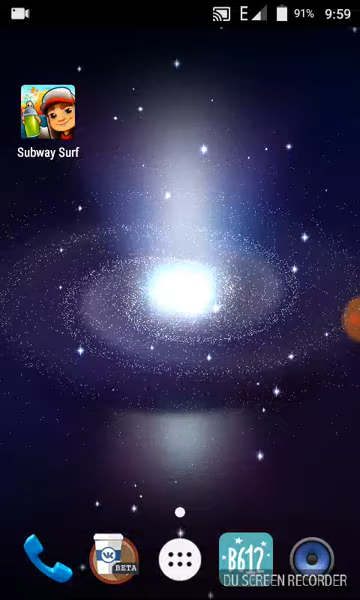 E 91% 9:59
Subway Surf
BETA
B612
DU SCREEN RECORDER